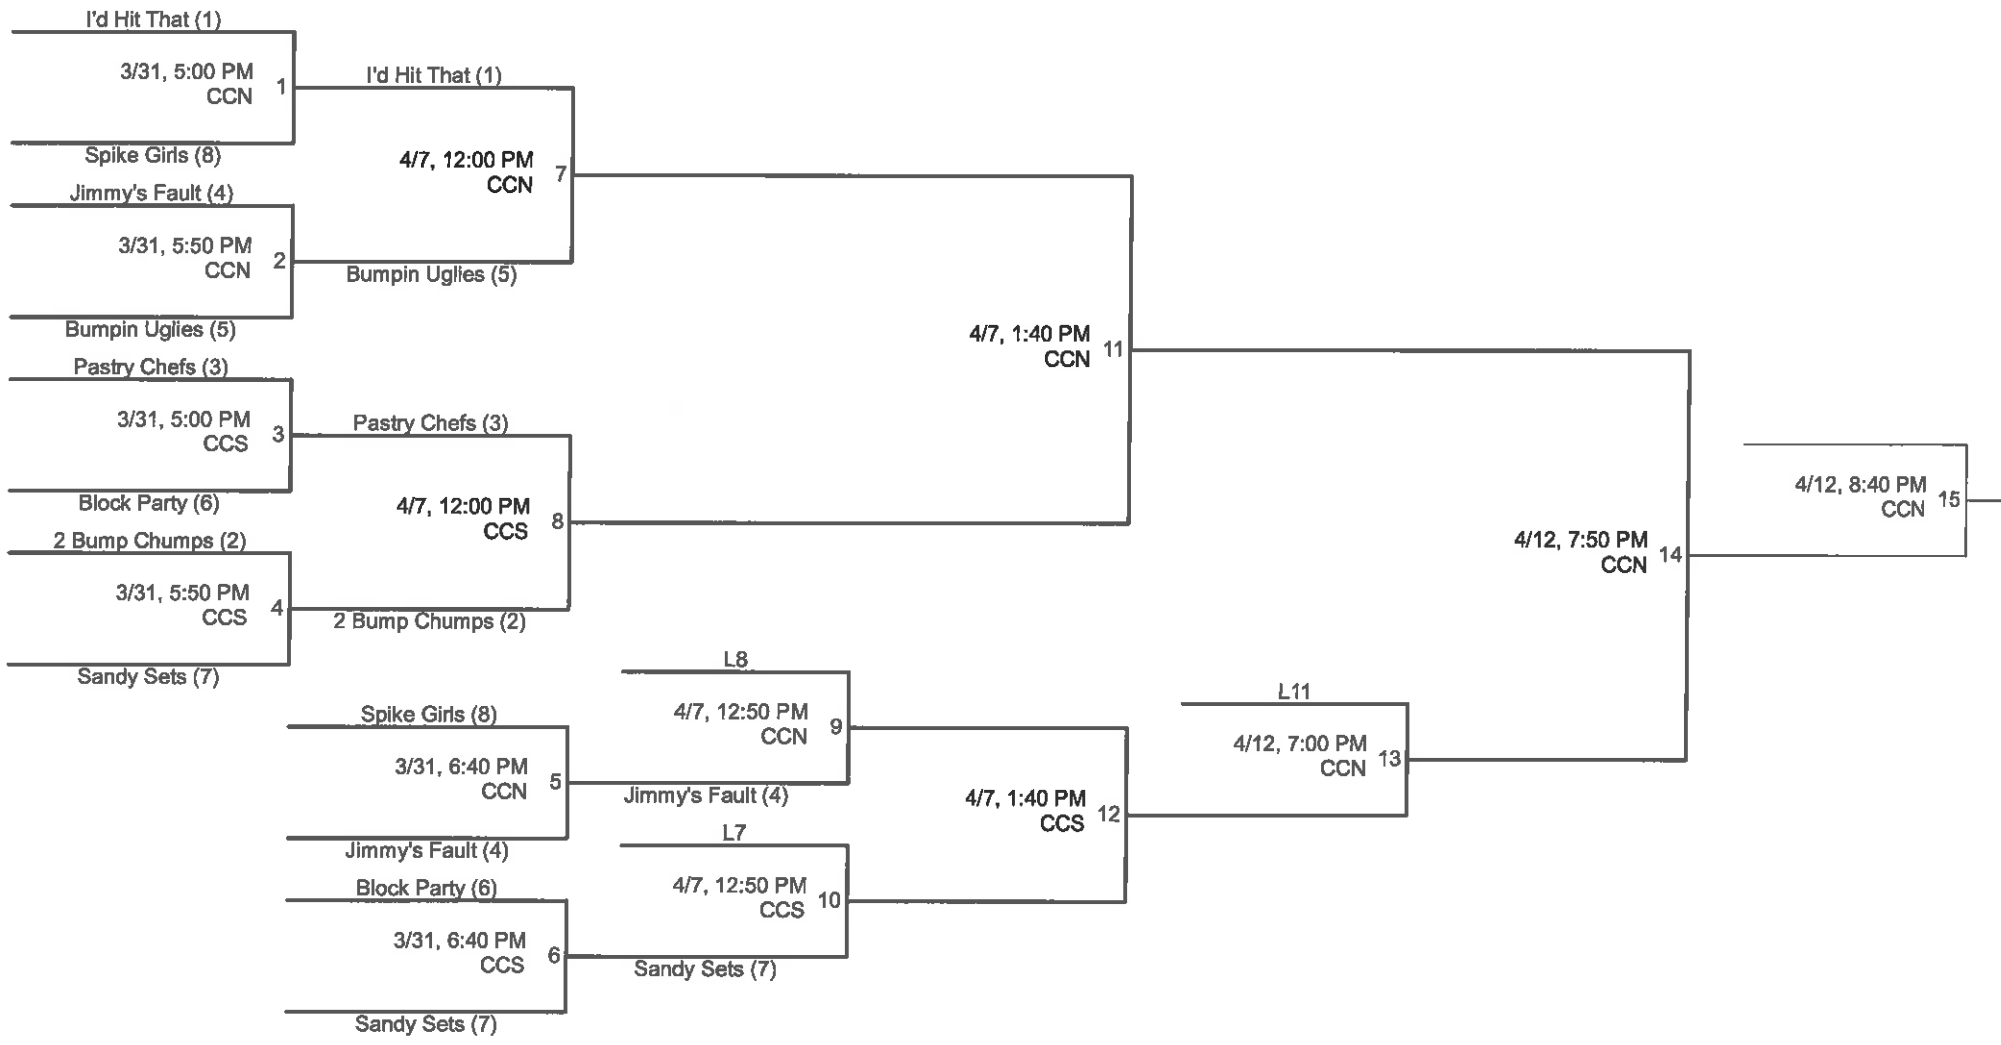 I'd Hit That (1)
3/31, 5:00 PM
CCN
1
Spike Girls (8)
Jimmy's Fault (4)
3/31, 5:50 PM
CCN
2
Bumpin Uglies (5)
Pastry Chefs (3)
3/31, 5:00 PM
CCS
3
Block Party (6)
2 Bump Chumps (2)
3/31, 5:50 PM
CCS
4
Sandy Sets (7)
I'd Hit That (1)
4/7, 12:00 PM
CCN
7
Bumpin Uglies (5)
Pastry Chefs (3)
4/7, 12:00 PM
CCS
8
2 Bump Chumps (2)
Spike Girls (8)
3/31, 6:40 PM
CCN
5
Jimmy's Fault (4)
Block Party (6)
3/31, 6:40 PM
CCS
6
Sandy Sets (7)
L8
4/7, 12:50 PM
CCN
9
Jimmy's Fault (4)
L7
4/7, 12:50 PM
CCS
10
Sandy Sets (7)
4/7, 1:40 PM
CCN
11
4/7, 1:40 PM
CCS
12
L11
4/12, 7:00 PM
CCN
13
4/12, 7:50 PM
CCN
14
4/12, 8:40 PM
CCN
15